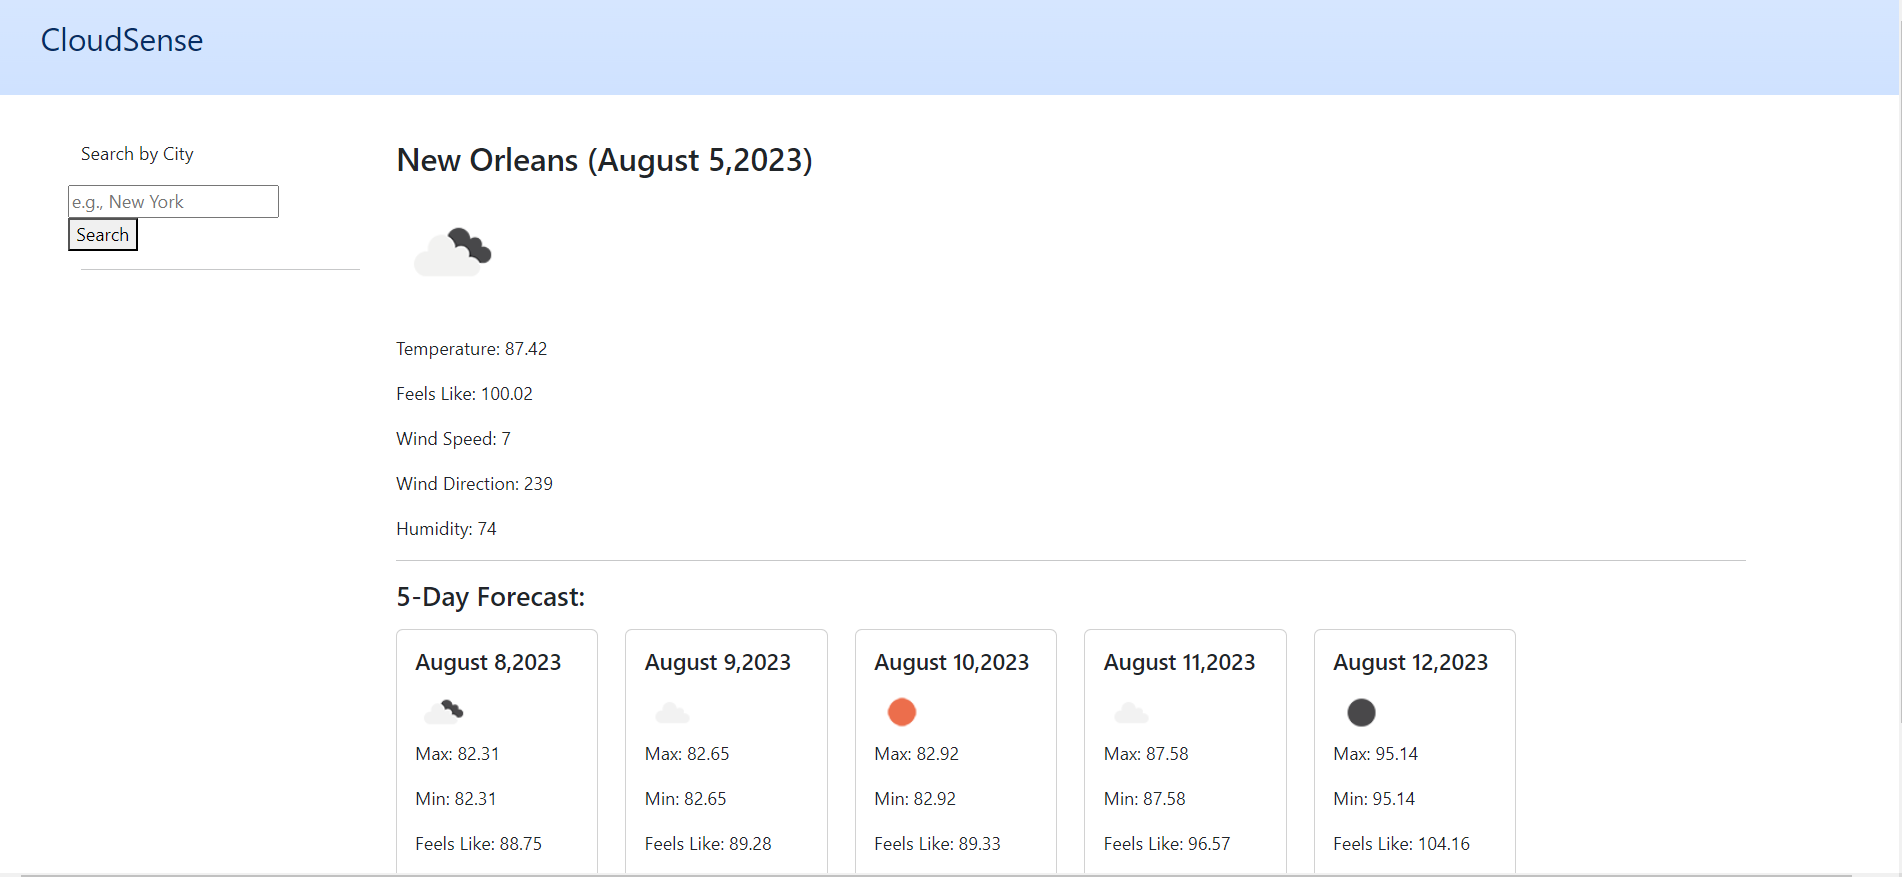 CloudSense
Search by City
e.g., New York
Search
New Orleans (August 5,2023)
Temperature: 87.42
Feels Like: 100.02
Wind Speed: 7
Wind Direction: 239
Humidity: 74
5-Day Forecast:
August 8,2023
Max: 82.31
Min: 82.31
Feels Like: 88.75
August 9,2023
Max: 82.65
Min: 82.65
Feels Like: 89.28
August 10,2023
Max: 82.92
Min: 82.92
Feels Like: 89.33
August 11,2023
Max: 87.58
Min: 87.58
Feels Like: 96.57
August 12,2023
Max: 95.14
Min: 95.14
Feels Like: 104.16